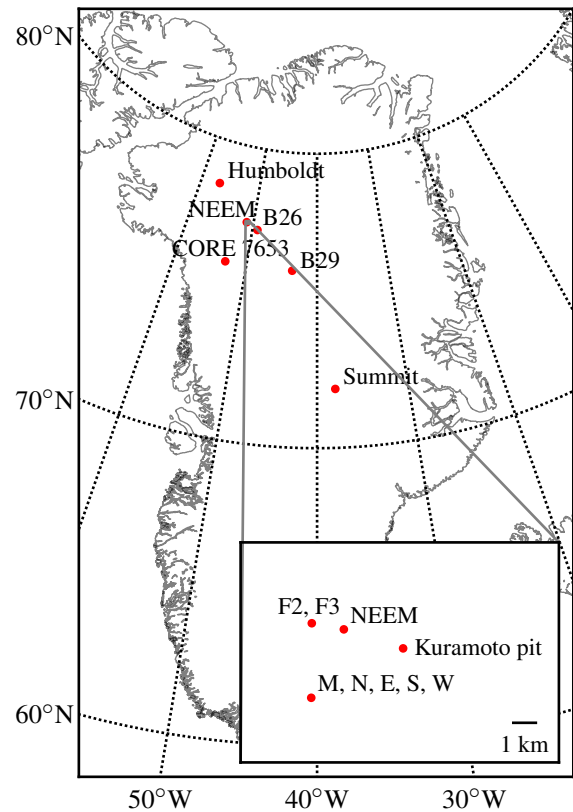 80°N
Humboldt
NEEM
B26
CORE 7653
B29
Summit
70°N
F2, F3
NEEM
Kuramoto pit
M, N, E, S, W
1 km
60°N
50°W
40°W
30°W